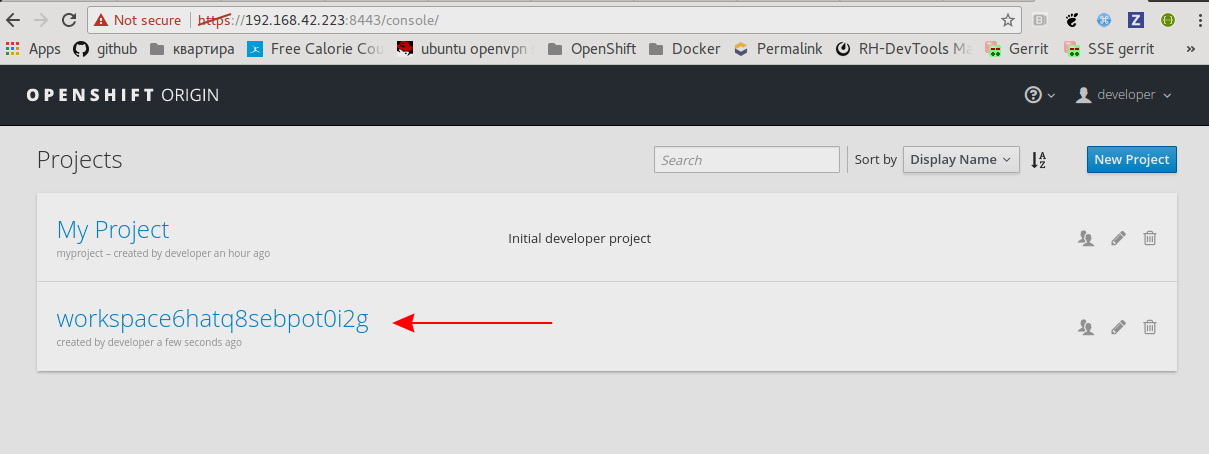 Not secure https://192.168.42.223:8443/console/
Apps github квартира Free Calorie Cou ubuntu openvpn OpenShift Docker Permalink RH-DevTools Ma Gerrit SSE gerrit »
OPENSHIFT ORIGIN
developer
Projects
Search
Sort by
Display Name
New Project
My Project
Initial developer project
myproject – created by developer an hour ago
workspace6hatq8sebpot0i2g
created by developer a few seconds ago